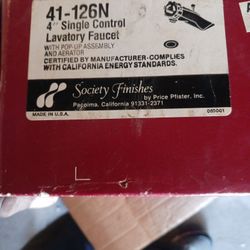 41-126N
4" Single Control
Lavatory Faucet
WITH POP-UP ASSEMBLY
AND AERATOR
CERTIFIED BY MANUFACTURER-COMPLIES
WITH CALIFORNIA ENERGY STANDARDS.
Society Finishes
by Price Pfister, Inc.
Pacoima, California 91331-2371
MADE IN U.S.A.